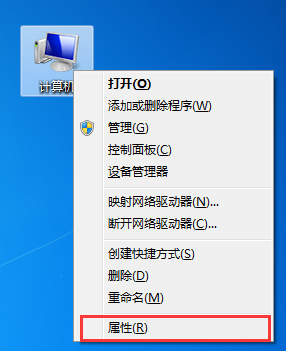 计算机
打开(O)
添加或删除程序(W)
管理(G)
控制面板(C)
设备管理器
映射网络驱动器(N)...
断开网络驱动器(C)...
创建快捷方式(S)
删除(D)
重命名(M)
属性(R)